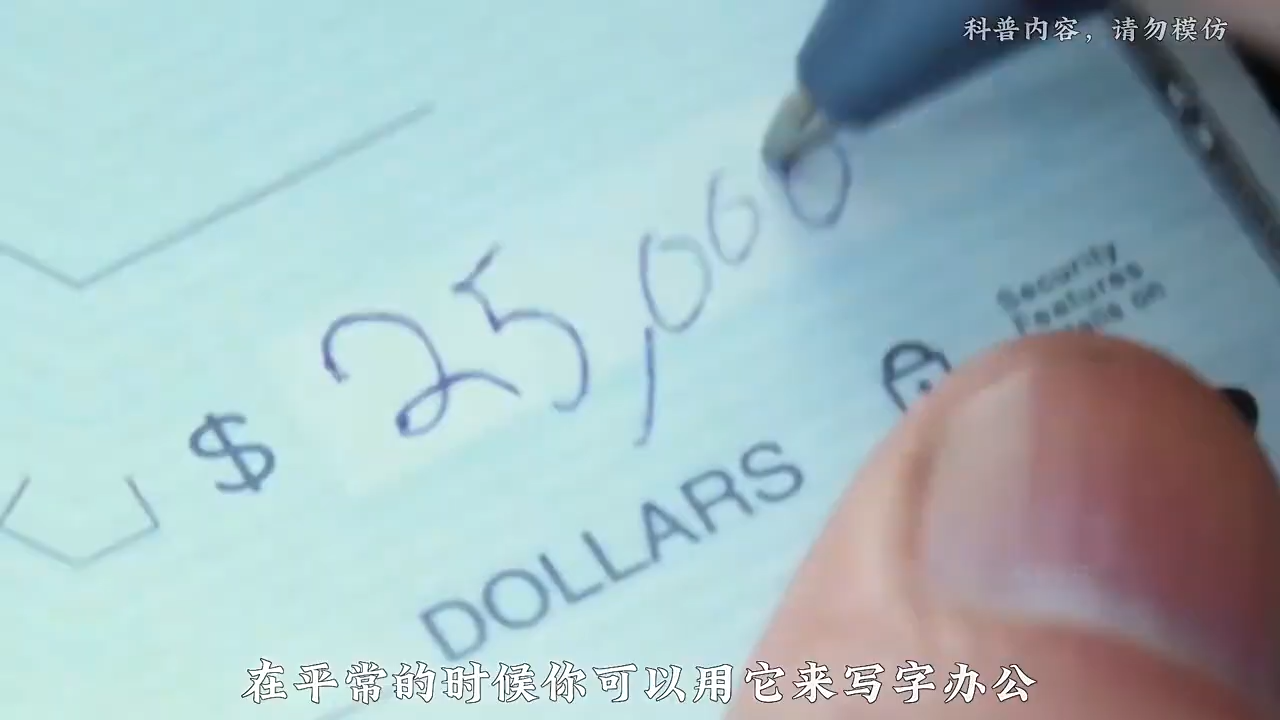 科普内容，请勿模仿
$ 25,000
Security
Features
on
DOLLARS
在平常的时候你可以用它来写字办公